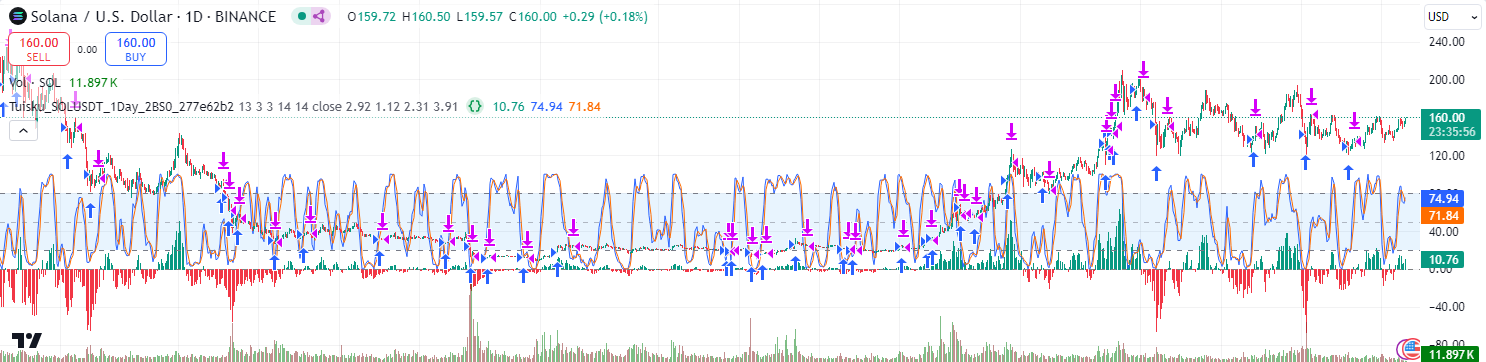 Solana / U.S. Dollar · 1D · BINANCE O159.72 H160.50 L159.57 C160.00 +0.29 (+0.18%)
USD
160.00
SELL
0.00
160.00
BUY
Vol · SOL 11.897 K
Tuisku_SOLUSDT_1Day_2BS0_277e62b2 13 3 3 14 14 close 2.92 1.12 2.31 3.91 {} 10.76 74.94 71.84
240.00
200.00
160.00
23:35:56
120.00
74.94
71.84
40.00
10.76
0.00
−40.00
11.897 K